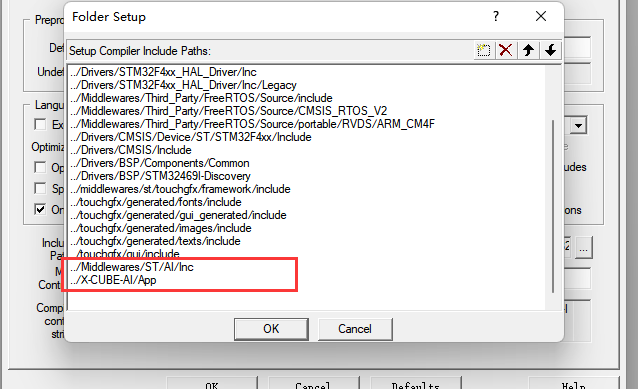 Folder Setup
?
Setup Compiler Include Paths:
../Drivers/STM32F4xx_HAL_Driver/Inc
../Drivers/STM32F4xx_HAL_Driver/Inc/Legacy
../Middlewares/Third_Party/FreeRTOS/Source/include
../Middlewares/Third_Party/FreeRTOS/Source/CMSIS_RTOS_V2
../Middlewares/Third_Party/FreeRTOS/Source/portable/RVDS/ARM_CM4F
../Drivers/CMSIS/Device/ST/STM32F4xx/Include
../Drivers/CMSIS/Include
../Drivers/BSP/Components/Common
../Drivers/BSP/STM32469I-Discovery
../middlewares/st/touchgfx/framework/include
../touchgfx/generated/fonts/include
../touchgfx/generated/gui_generated/include
../touchgfx/generated/images/include
../touchgfx/generated/texts/include
../touchgfx/gui/include
../Middlewares/ST/AI/Inc
../X-CUBE-AI/App
OK
Cancel
Prepro
Def
Undef
Langu
Ex
Optimiz
Op
Sp
On
Inclu
Pat
M
Cont
Comp
cont
stri
udes
ions
...
OK
Cancel
Defaults
Help